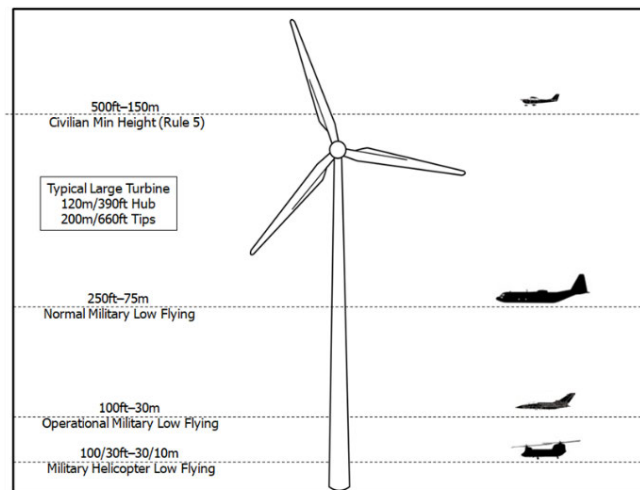 500ft–150m
Civilian Min Height (Rule 5)
Typical Large Turbine
120m/390ft Hub
200m/660ft Tips
250ft–75m
Normal Military Low Flying
100ft–30m
Operational Military Low Flying
100/30ft–30/10m
Military Helicopter Low Flying